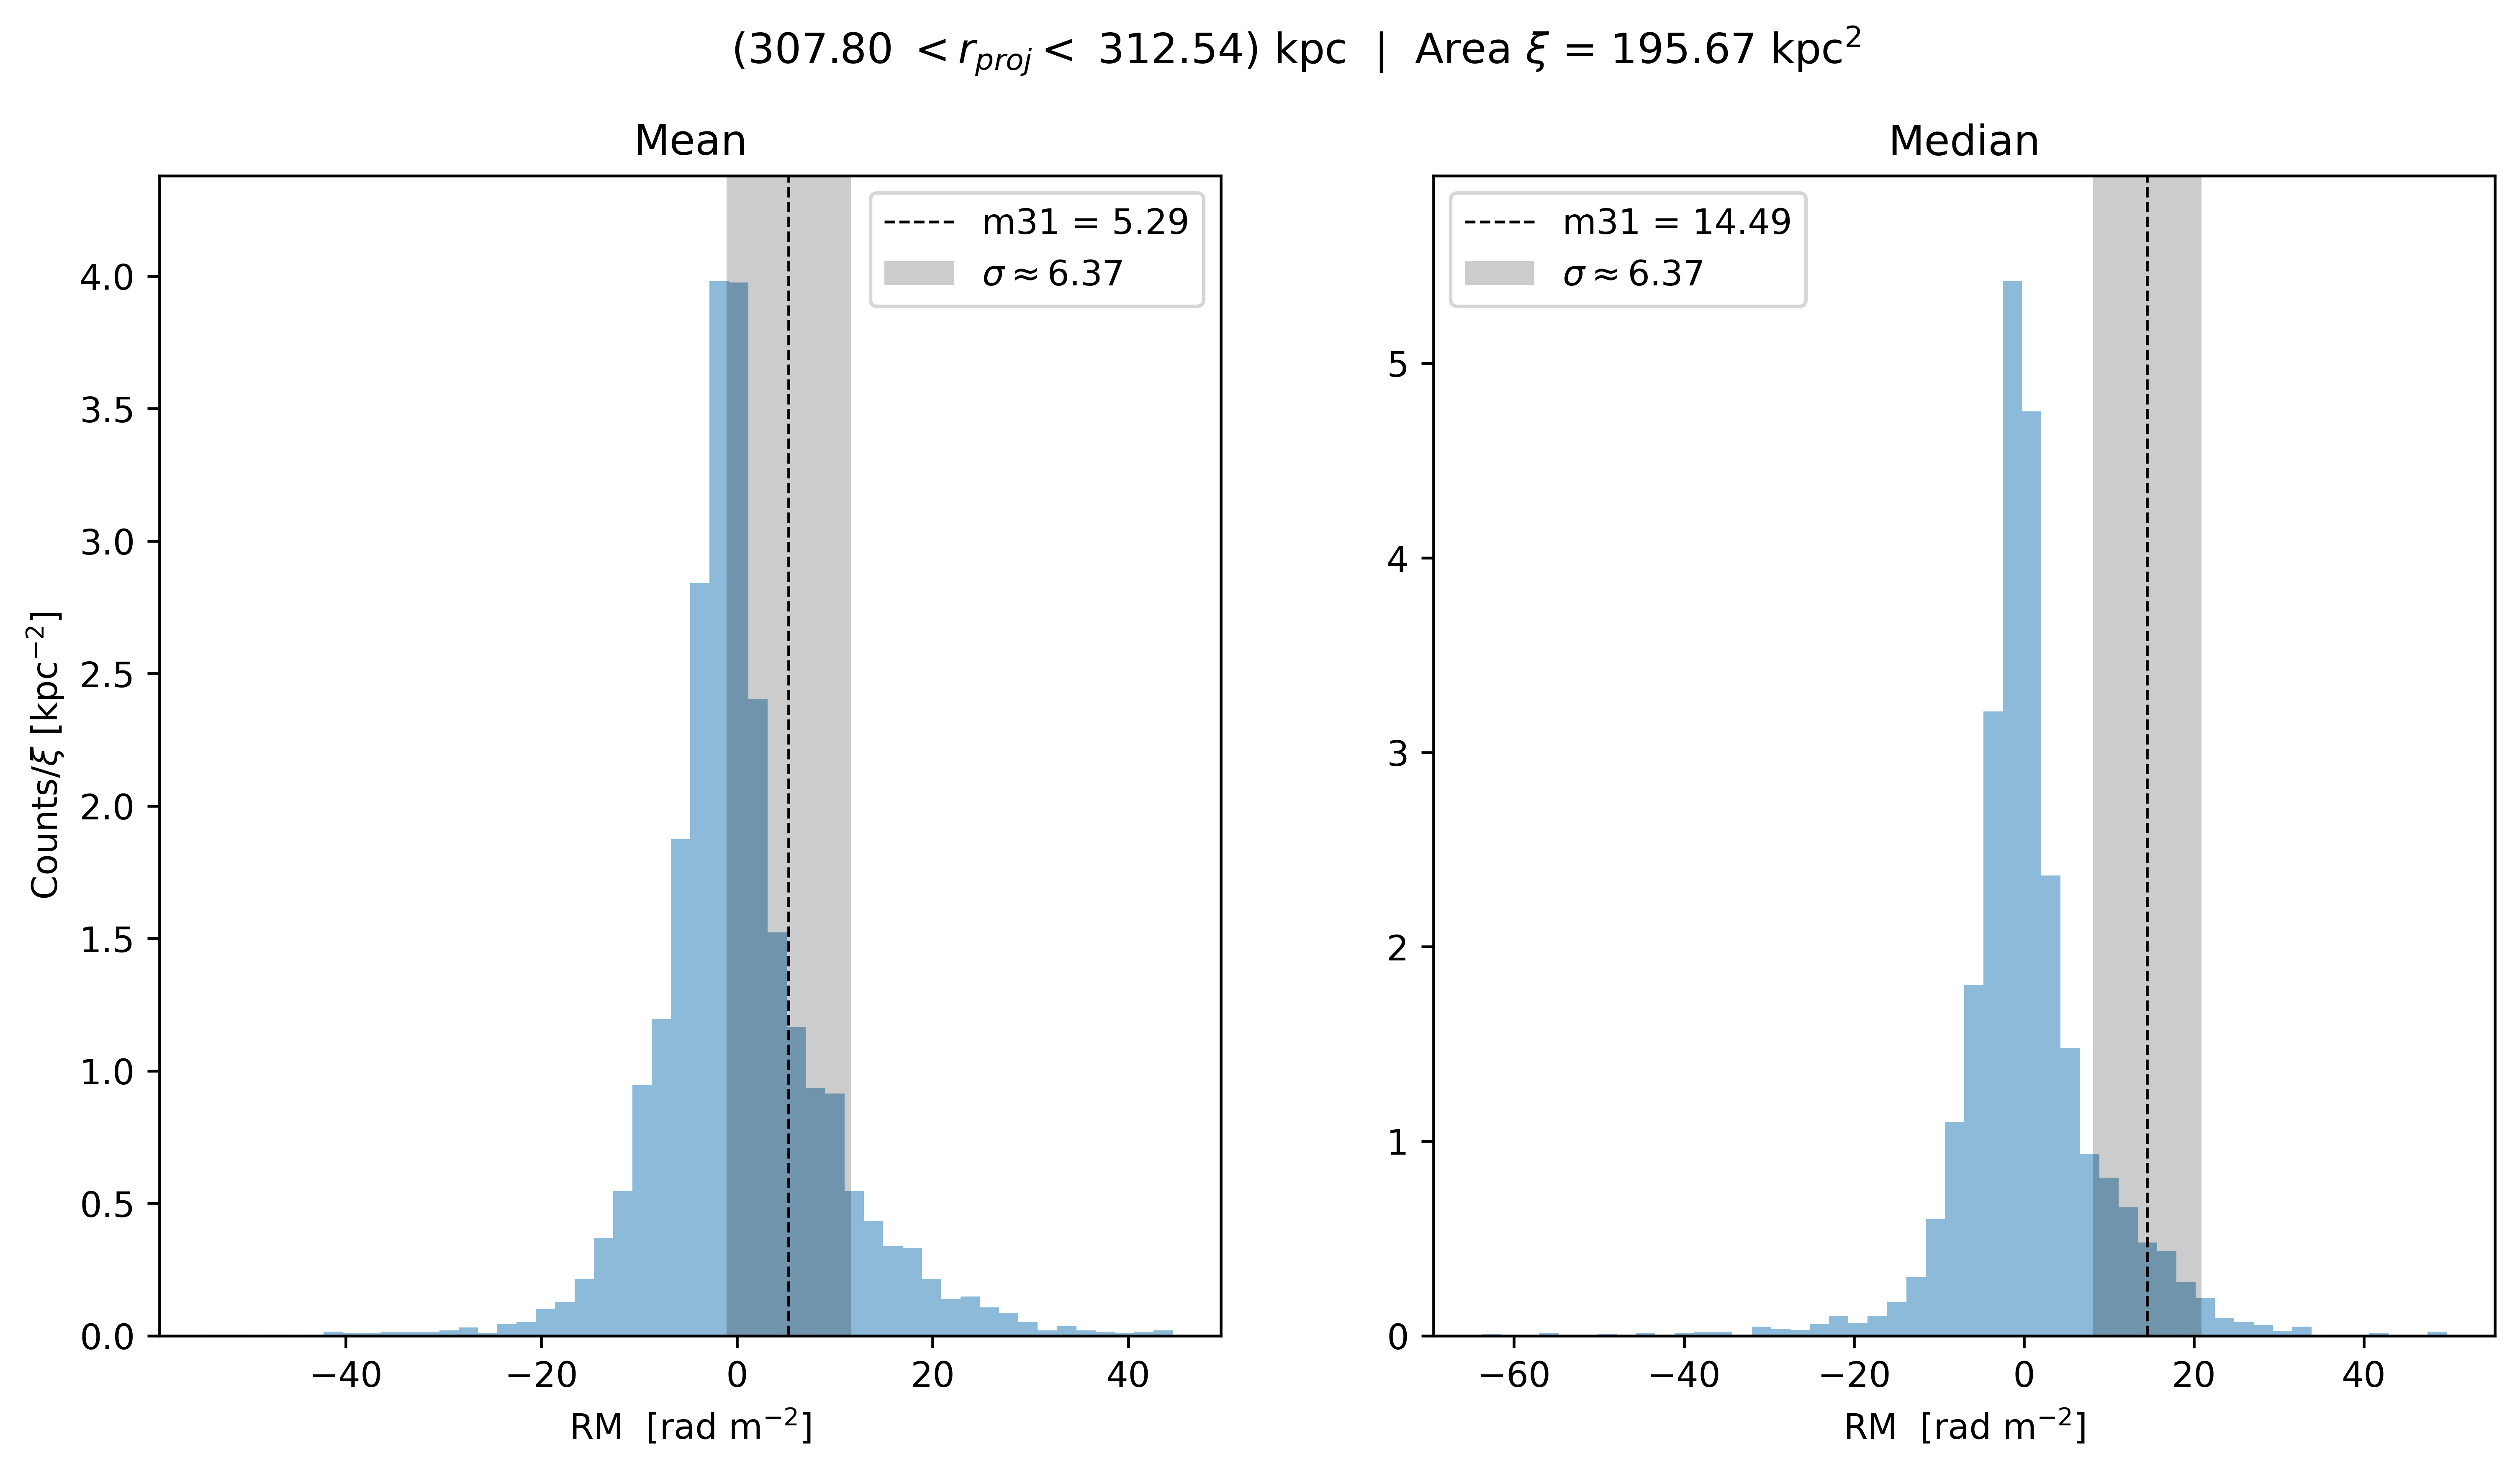 (307.80 < r_proj < 312.54) kpc | Area ξ = 195.67 kpc²
Mean
m31 = 5.29
σ ≈ 6.37
4.0
3.5
3.0
2.5
2.0
1.5
1.0
0.5
0.0
Counts/ξ [kpc⁻²]
−40 −20 0 20 40
RM [rad m⁻²]
Median
m31 = 14.49
σ ≈ 6.37
5
4
3
2
1
0
−60 −40 −20 0 20 40
RM [rad m⁻²]